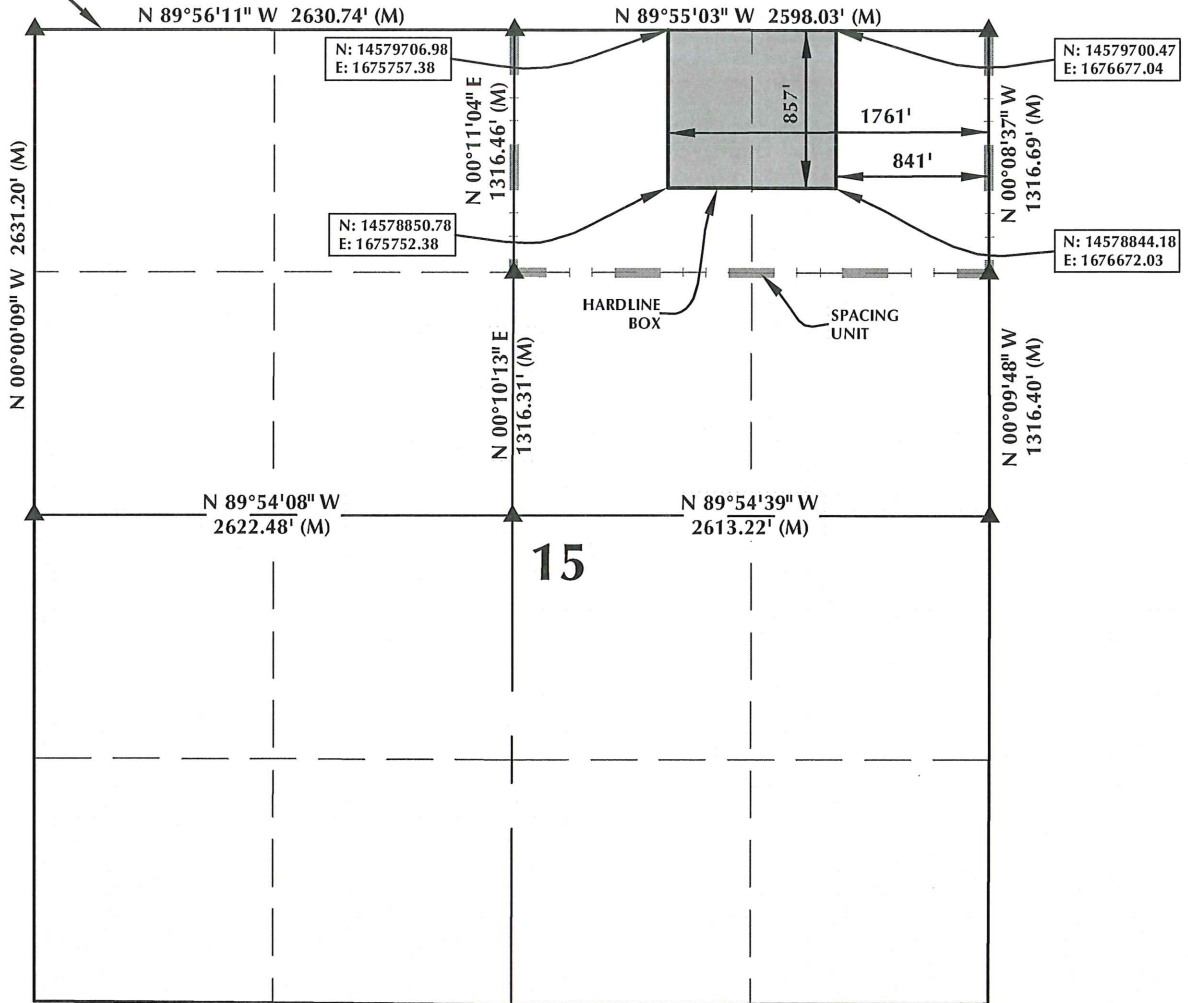 N 89°56'11" W 2630.74' (M)
N 89°55'03" W 2598.03' (M)
N: 14579706.98
E: 1675757.38
N: 14579700.47
E: 1676677.04
N 00°11'04" E
1316.46' (M)
857'
1761'
841'
N 00°08'37" W
1316.69' (M)
N 00°00'09" W 2631.20' (M)
N: 14578850.78
E: 1675752.38
N: 14578844.18
E: 1676672.03
HARDLINE
BOX
SPACING
UNIT
N 00°10'13" E
1316.31' (M)
N 00°09'48" W
1316.40' (M)
N 89°54'08" W
2622.48' (M)
N 89°54'39" W
2613.22' (M)
15